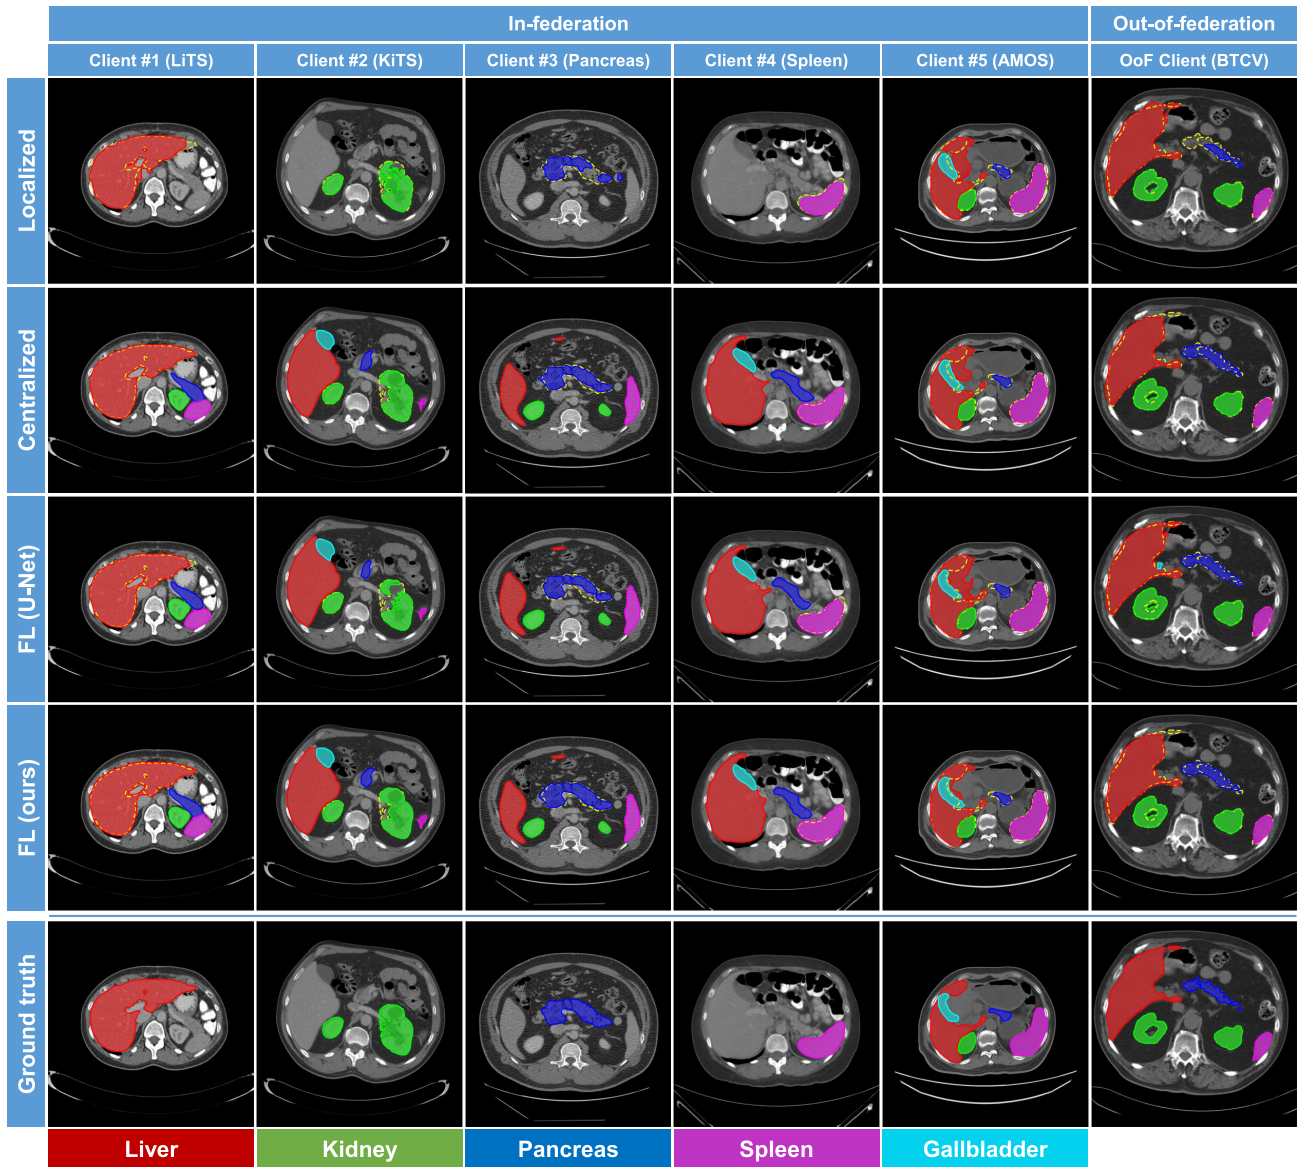 In-federation
Out-of-federation
Client #1 (LiTS)
Client #2 (KiTS)
Client #3 (Pancreas)
Client #4 (Spleen)
Client #5 (AMOS)
OoF Client (BTCV)
Localized
Centralized
FL (U-Net)
FL (ours)
Ground truth
Liver
Kidney
Pancreas
Spleen
Gallbladder